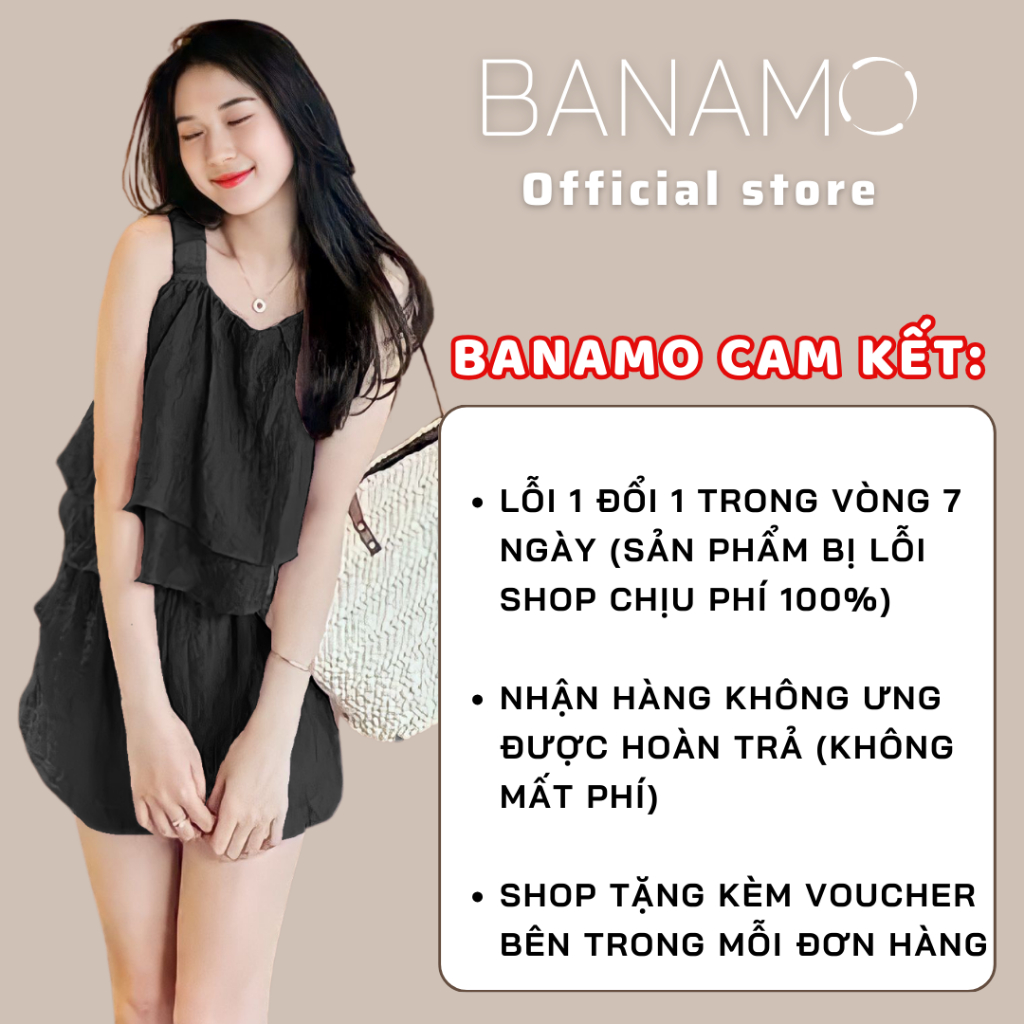 BANAMO
Official store
BANAMO CAM KẾT:
• LỖI 1 ĐỔI 1 TRONG VÒNG 7
NGÀY (SẢN PHẨM BỊ LỖI
SHOP CHỊU PHÍ 100%)
• NHẬN HÀNG KHÔNG ƯNG
ĐƯỢC HOÀN TRẢ (KHÔNG
MẤT PHÍ)
• SHOP TẶNG KÈM VOUCHER
BÊN TRONG MỖI ĐƠN HÀNG